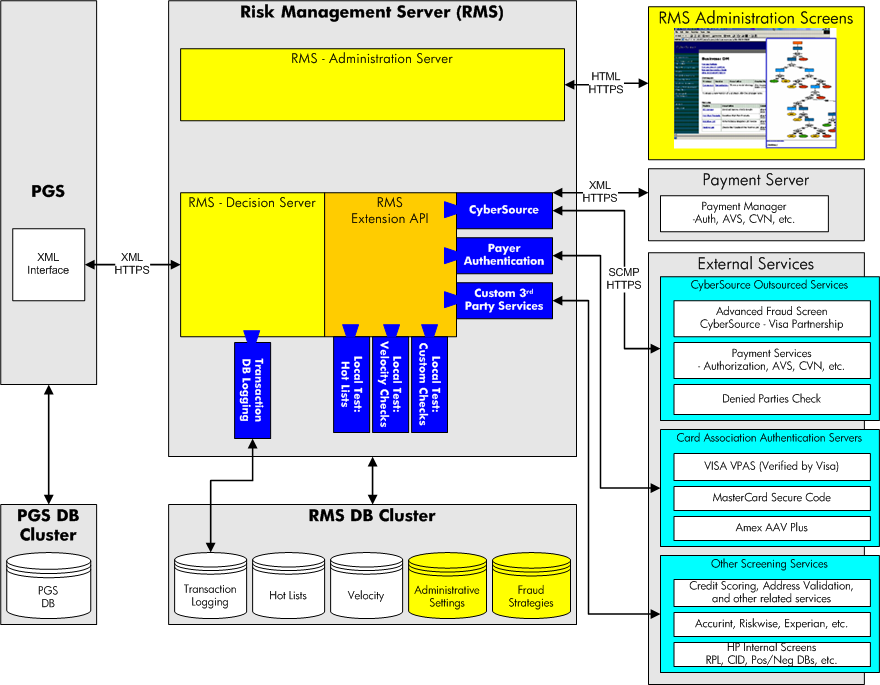 PGS
XML
Interface
XML
HTTPS
PGS DB
Cluster
PGS
DB
Risk Management Server (RMS)
RMS - Administration Server
RMS - Decision Server
RMS
Extension API
CyberSource
Payer
Authentication
Custom 3rd
Party Services
Transaction
DB Logging
Local Test:
Hot Lists
Local Test:
Velocity Checks
Local Test:
Custom Checks
RMS DB Cluster
Transaction
Logging
Hot Lists
Velocity
Administrative
Settings
Fraud
Strategies
HTML
HTTPS
XML
HTTPS
SCMP
HTTPS
RMS Administration Screens
Business DM
Payment Server
Payment Manager
-Auth, AVS, CVN, etc.
External Services
CyberSource Outsourced Services
Advanced Fraud Screen
CyberSource - Visa Partnership
Payment Services
- Authorization, AVS, CVN, etc.
Denied Parties Check
Card Association Authentication Servers
VISA VPAS (Verified by Visa)
MasterCard Secure Code
Amex AAV Plus
Other Screening Services
Credit Scoring, Address Validation,
and other related services
Accurint, Riskwise, Experian, etc.
HP Internal Screens
RPL, CID, Pos/Neg DBs, etc.